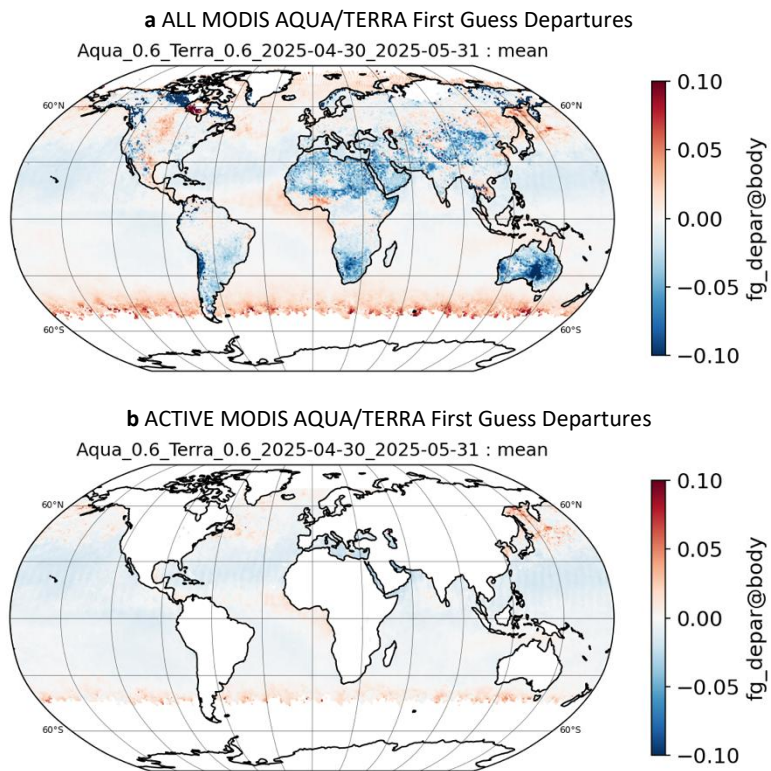 a ALL MODIS AQUA/TERRA First Guess Departures
Aqua_0.6_Terra_0.6_2025-04-30_2025-05-31 : mean
60°N
60°N
60°S
60°S
0.10
0.05
0.00
−0.05
−0.10
fg_depar@body
b ACTIVE MODIS AQUA/TERRA First Guess Departures
Aqua_0.6_Terra_0.6_2025-04-30_2025-05-31 : mean
60°N
60°N
60°S
60°S
0.10
0.05
0.00
−0.05
−0.10
fg_depar@body